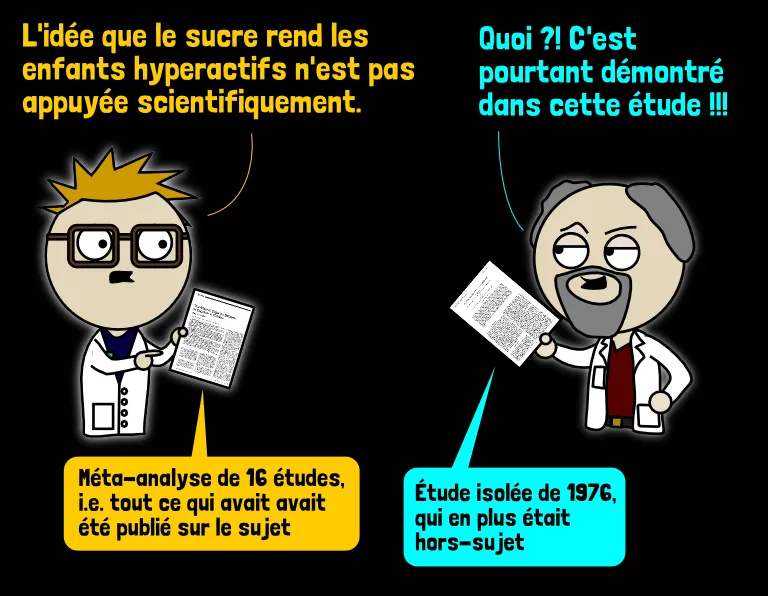 L'idée que le sucre rend les
enfants hyperactifs n'est pas
appuyée scientifiquement.
Quoi ?! C'est
pourtant démontré
dans cette étude !!!
Méta-analyse de 16 études,
i.e. tout ce qui avait avait
été publié sur le sujet
Étude isolée de 1976,
qui en plus était
hors-sujet